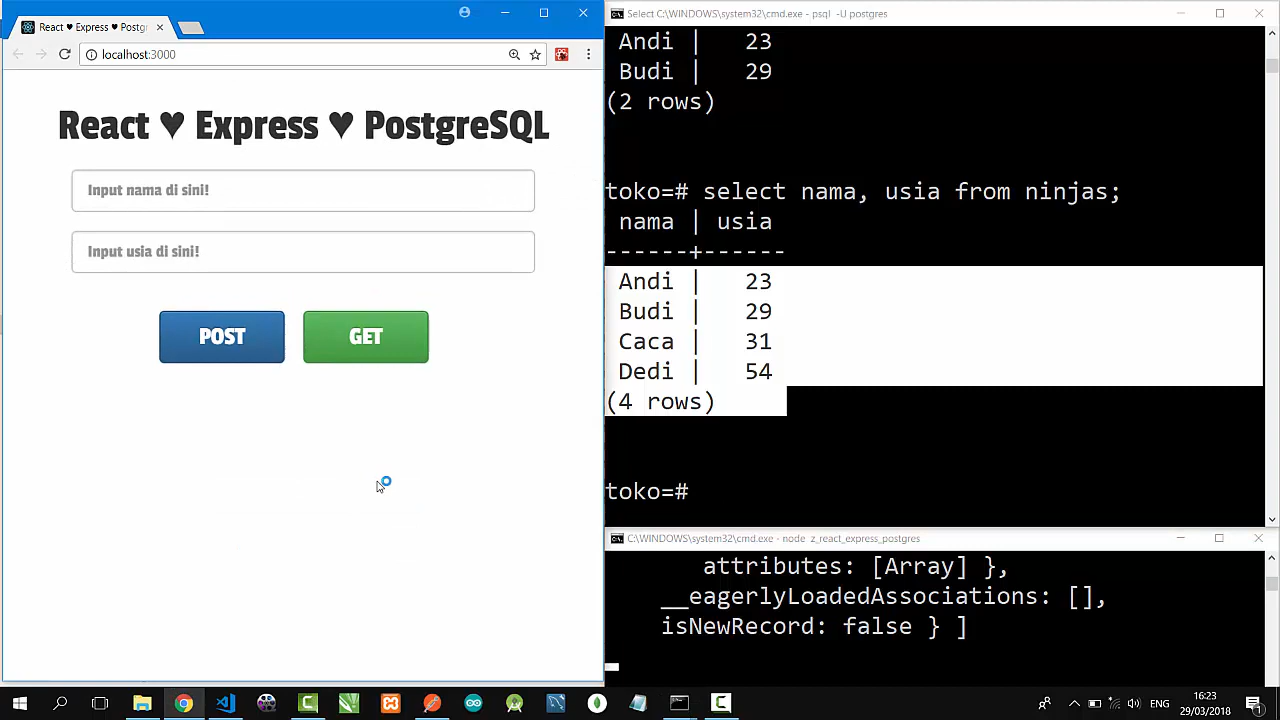 React ♥ Express ♥ Postgr
localhost:3000
React ♥ Express ♥ PostgreSQL
Input nama di sini!
Input usia di sini!
POST
GET
Select C:\WINDOWS\system32\cmd.exe - psql -U postgres
Andi | 23
Budi | 29
(2 rows)
toko=# select nama, usia from ninjas;
nama | usia
------+------
Andi | 23
Budi | 29
Caca | 31
Dedi | 54
(4 rows)
toko=#
C:\WINDOWS\system32\cmd.exe - node z_react_express_postgres
attributes: [Array] },
__eagerlyLoadedAssociations: [],
isNewRecord: false } ]
ENG
16:23
29/03/2018